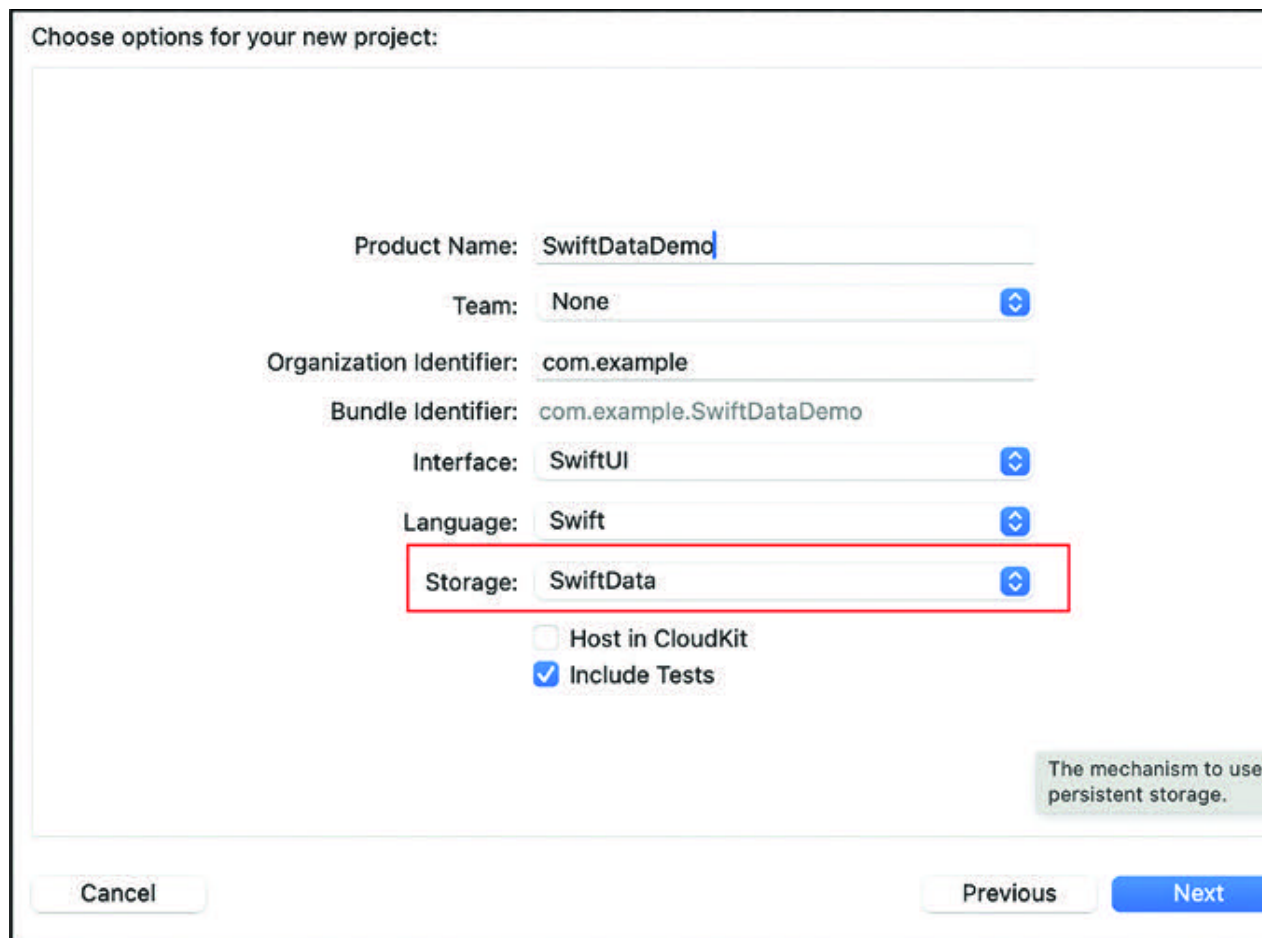 Choose options for your new project:
Product Name: SwiftDataDemo
Team: None
Organization Identifier: com.example
Bundle Identifier: com.example.SwiftDataDemo
Interface: SwiftUI
Language: Swift
Storage: SwiftData
Host in CloudKit
Include Tests
The mechanism to use
persistent storage.
Cancel Previous Next